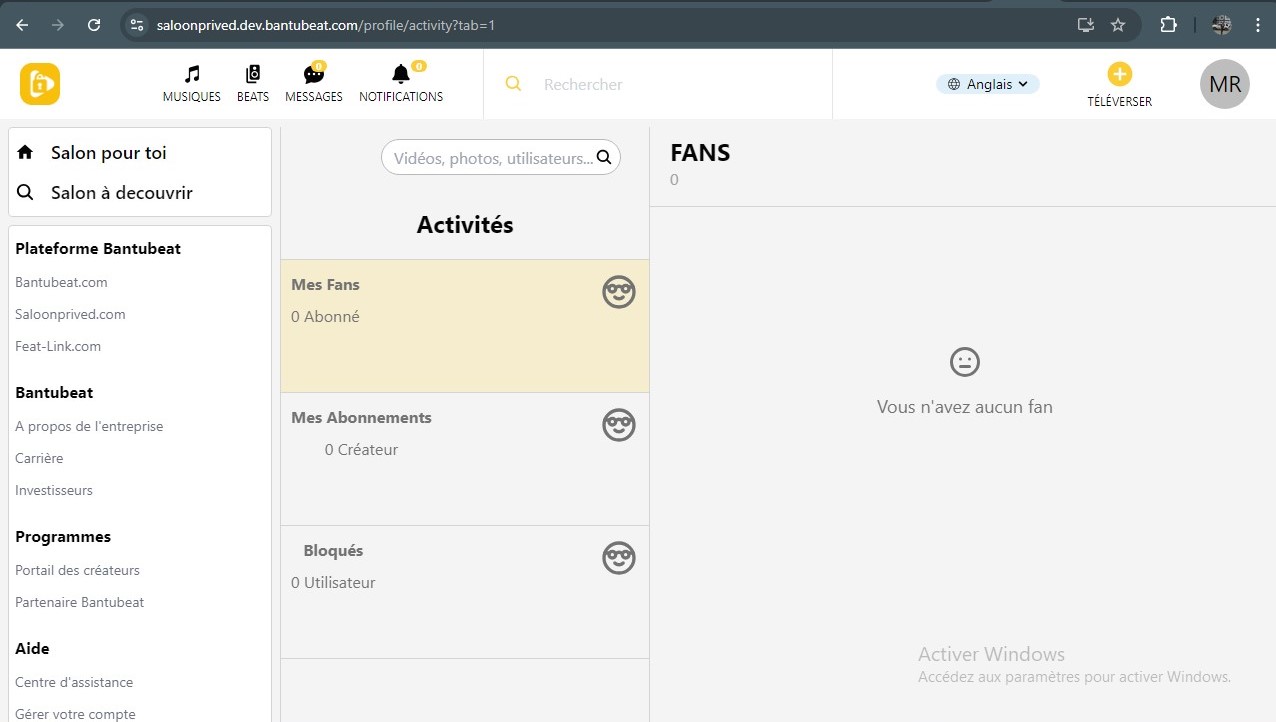 saloonprived.dev.bantubeat.com/profile/activity?tab=1
MUSIQUES
BEATS
0
MESSAGES
0
NOTIFICATIONS
Rechercher
Anglais
TÉLÉVERSER
MR
Salon pour toi
Salon à decouvrir
Plateforme Bantubeat
Bantubeat.com
Saloonprived.com
Feat-Link.com
Bantubeat
A propos de l'entreprise
Carrière
Investisseurs
Programmes
Portail des créateurs
Partenaire Bantubeat
Aide
Centre d'assistance
Gérer votre compte
Vidéos, photos, utilisateurs...
Activités
Mes Fans
0 Abonné
Mes Abonnements
0 Créateur
Bloqués
0 Utilisateur
FANS
0
Vous n'avez aucun fan
Activer Windows
Accédez aux paramètres pour activer Windows.